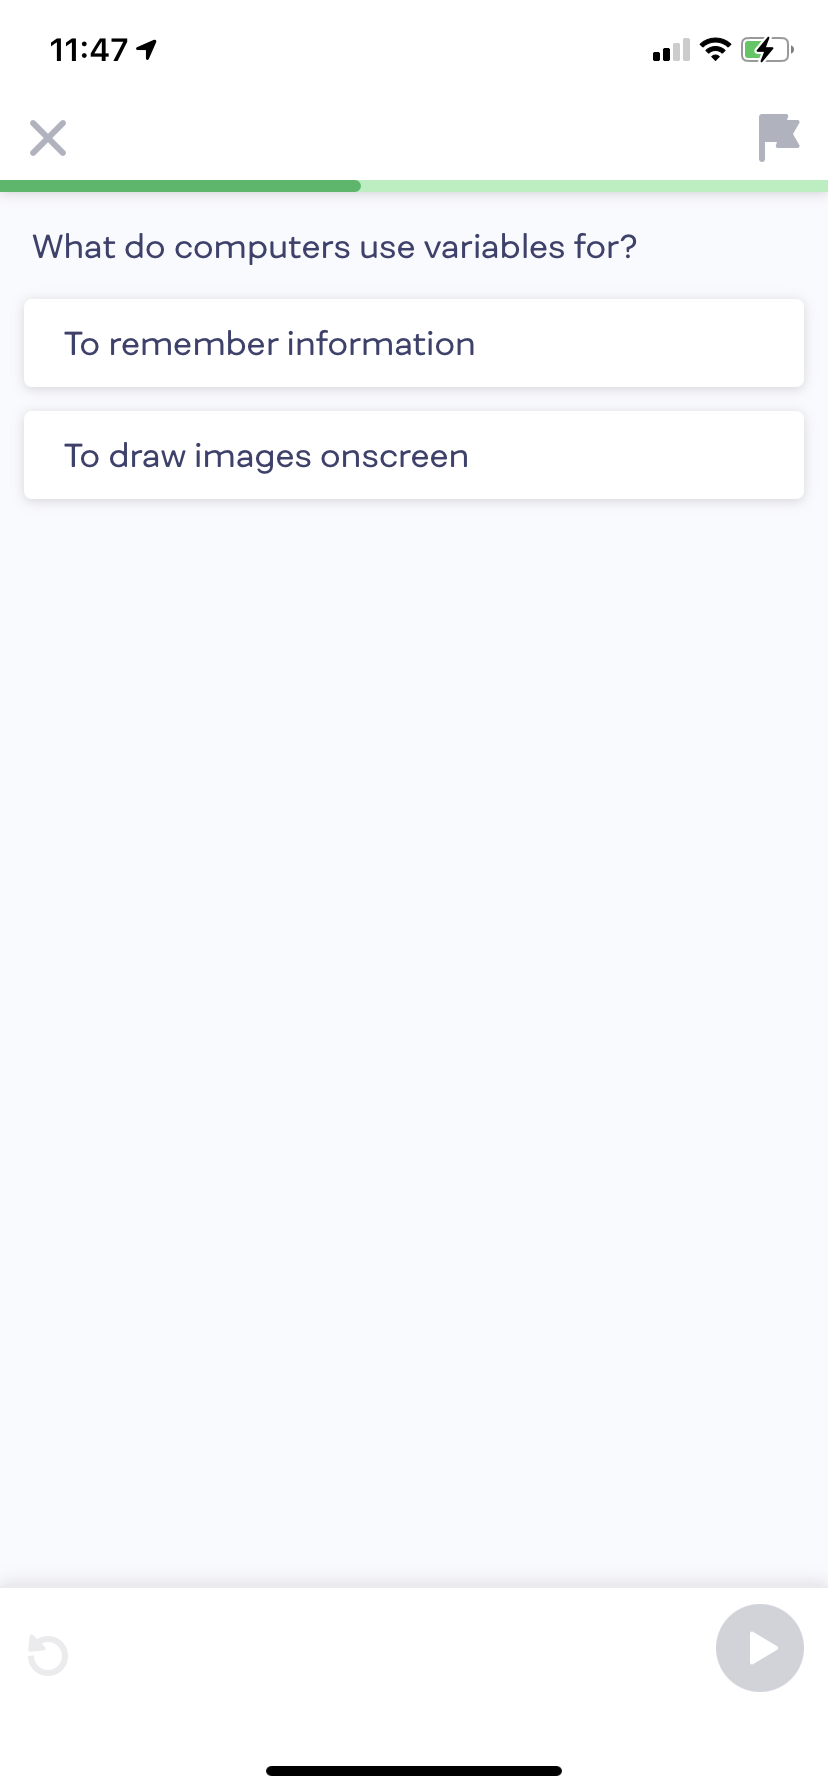 11:47
What do computers use variables for?
To remember information
To draw images onscreen